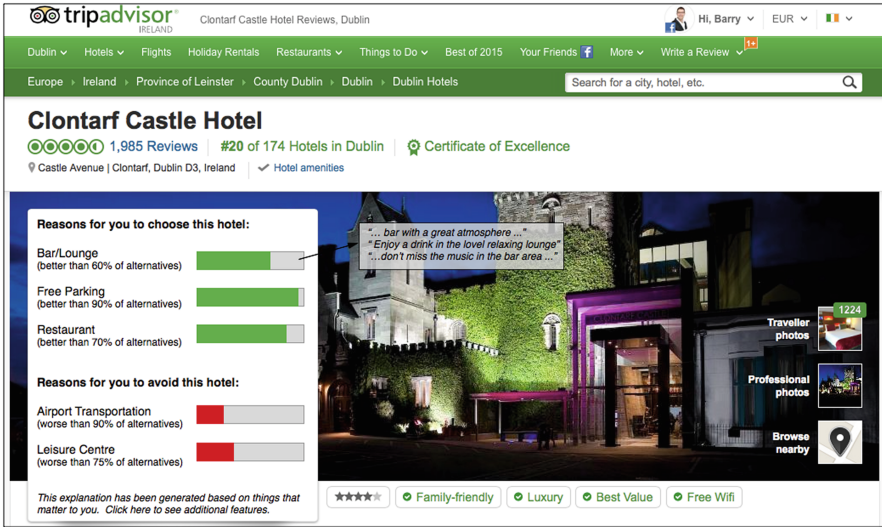 tripadvisor®
IRELAND
Clontarf Castle Hotel Reviews, Dublin
Hi, Barry
EUR
Dublin
Hotels
Flights
Holiday Rentals
Restaurants
Things to Do
Best of 2015
Your Friends f
More
Write a Review
1+
Europe
Ireland
Province of Leinster
County Dublin
Dublin
Dublin Hotels
Search for a city, hotel, etc.
Clontarf Castle Hotel
1,985 Reviews
#20 of 174 Hotels in Dublin
Certificate of Excellence
Castle Avenue | Clontarf, Dublin D3, Ireland
Hotel amenities
Reasons for you to choose this hotel:
Bar/Lounge
(better than 60% of alternatives)
Free Parking
(better than 90% of alternatives)
Restaurant
(better than 70% of alternatives)
Reasons for you to avoid this hotel:
Airport Transportation
(worse than 90% of alternatives)
Leisure Centre
(worse than 75% of alternatives)
This explanation has been generated based on things that
matter to you. Click here to see additional features.
“... bar with a great atmosphere ...”
“ Enjoy a drink in the lovel relaxing lounge”
“...don’t miss the music in the bar area ...”
1224
Traveller
photos
Professional
photos
Browse
nearby
Family-friendly
Luxury
Best Value
Free Wifi